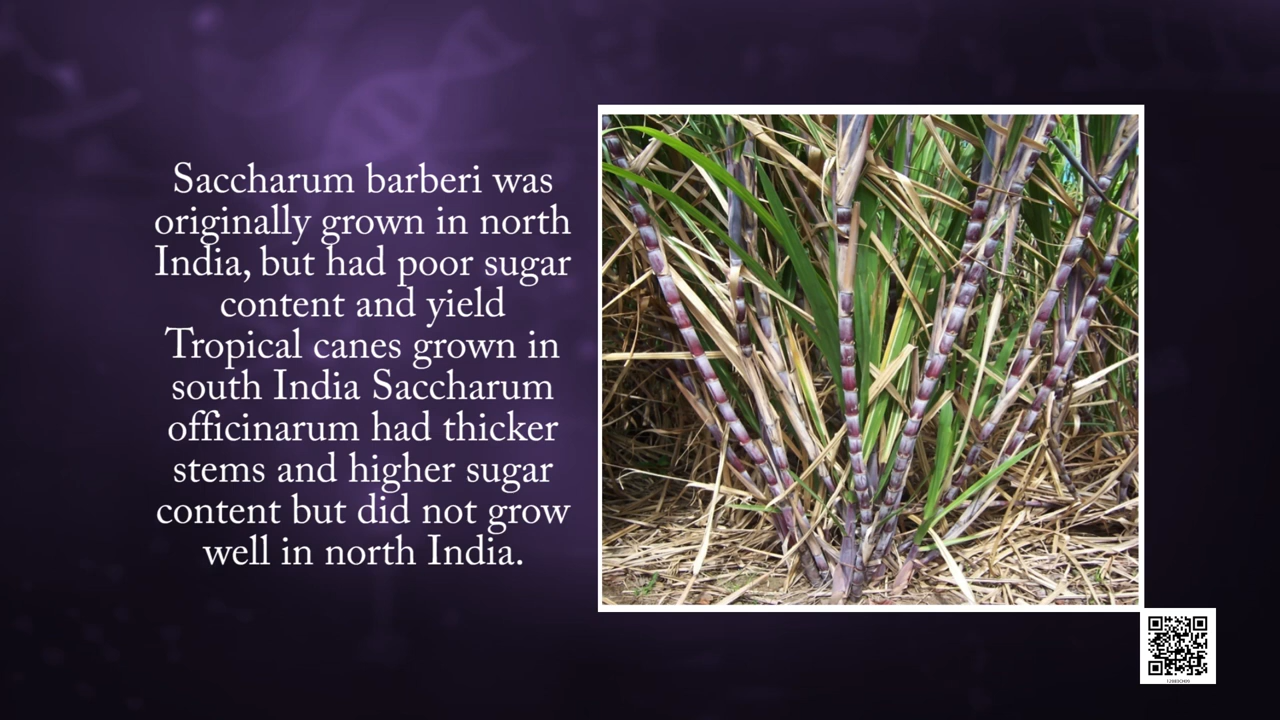 Saccharum barberi was
originally grown in north
India, but had poor sugar
content and yield
Tropical canes grown in
south India Saccharum
officinarum had thicker
stems and higher sugar
content but did not grow
well in north India.